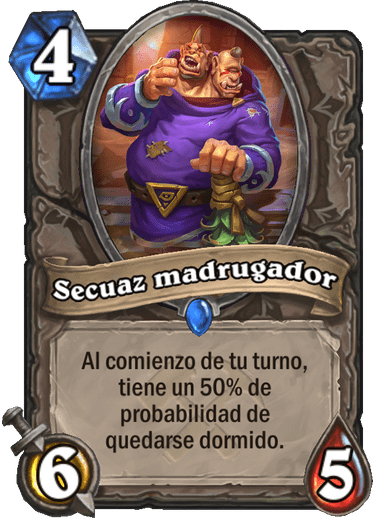 4
Secuaz madrugador
Al comienzo de tu turno,
tiene un 50% de
probabilidad de
quedarse dormido.
6
5